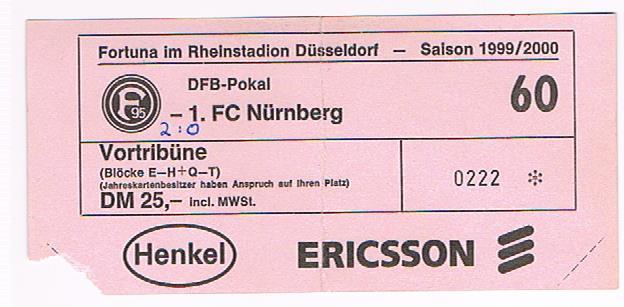 Fortuna im Rheinstadion Düsseldorf — Saison 1999/2000
DFB-Pokal
60
F 95
– 1. FC Nürnberg
2:0
Vortribüne
(Blöcke E–H+Q–T)
(Jahreskartenbesitzer haben Anspruch auf ihren Platz)
DM 25,– incl. MWSt.
0222 *
Henkel
ERICSSON